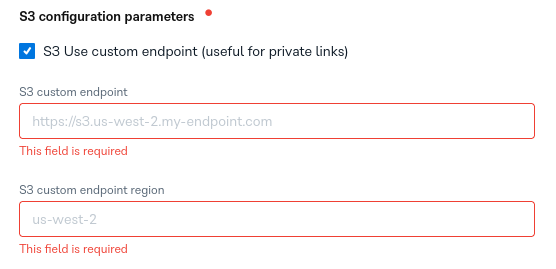 S3 configuration parameters
S3 Use custom endpoint (useful for private links)
S3 custom endpoint
https://s3.us-west-2.my-endpoint.com
This field is required
S3 custom endpoint region
us-west-2
This field is required